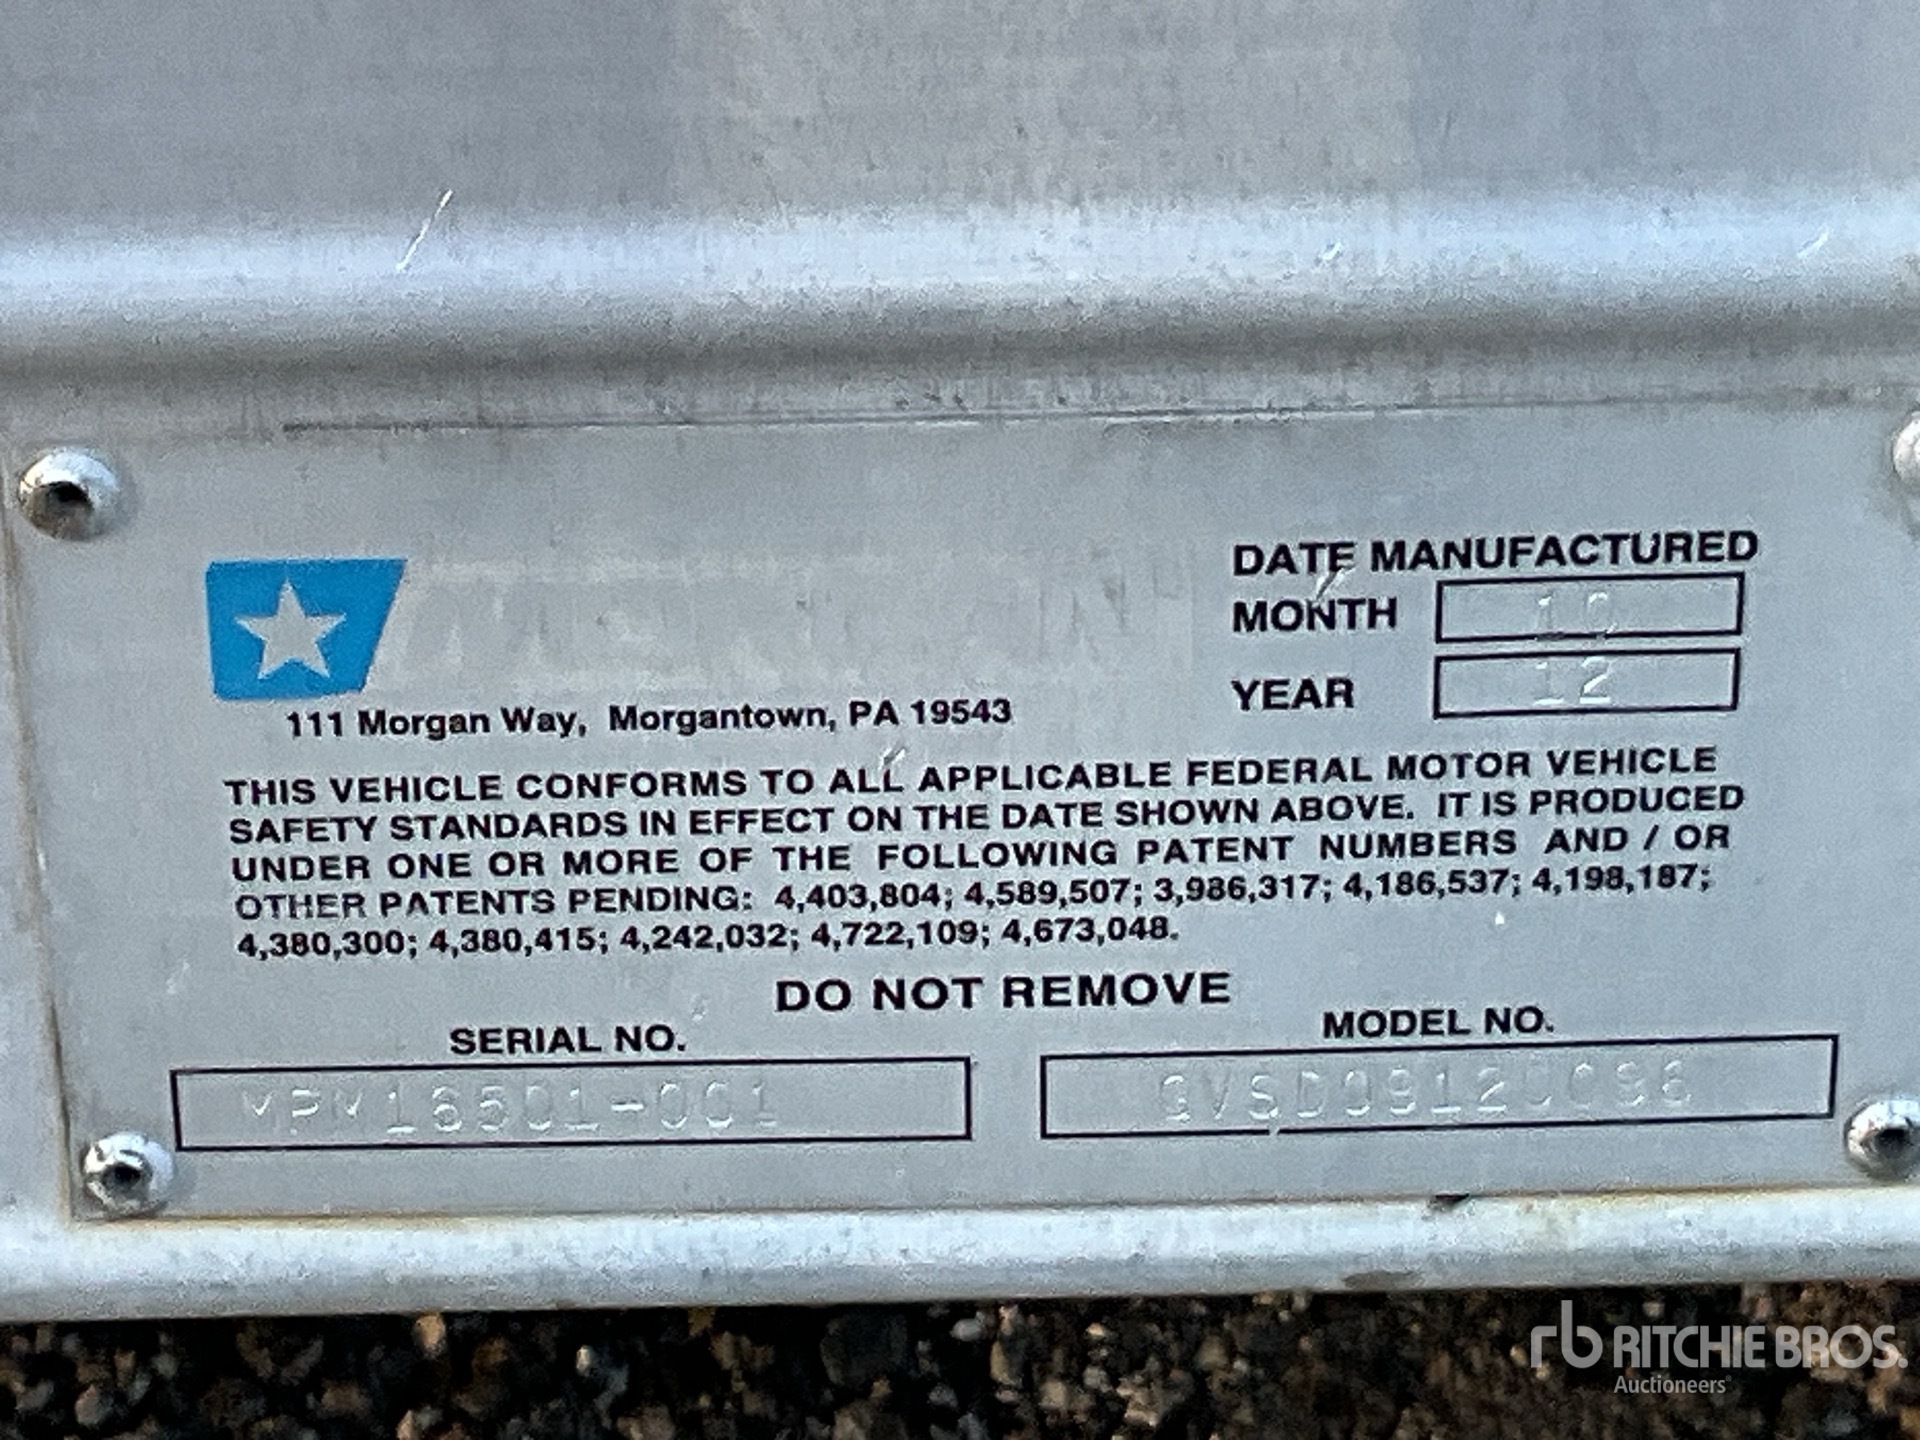 DATE MANUFACTURED
MONTH 10
YEAR 12
111 Morgan Way, Morgantown, PA 19543
THIS VEHICLE CONFORMS TO ALL APPLICABLE FEDERAL MOTOR VEHICLE
SAFETY STANDARDS IN EFFECT ON THE DATE SHOWN ABOVE. IT IS PRODUCED
UNDER ONE OR MORE OF THE FOLLOWING PATENT NUMBERS AND / OR
OTHER PATENTS PENDING: 4,403,804; 4,589,507; 3,986,317; 4,186,537; 4,198,187;
4,380,300; 4,380,415; 4,242,032; 4,722,109; 4,673,048.
DO NOT REMOVE
SERIAL NO.
MODEL NO.
rb RITCHIE BROS.
Auctioneers